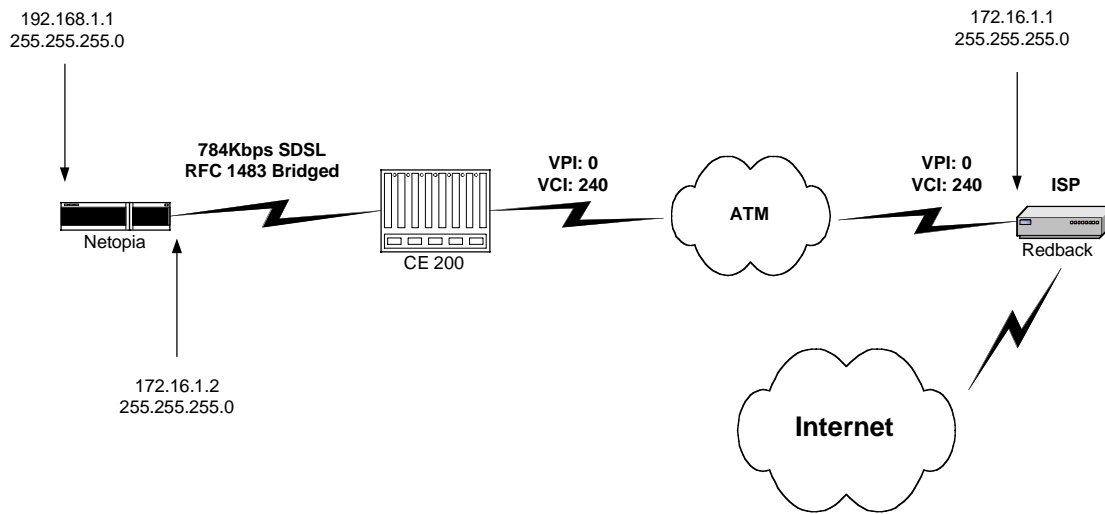 192.168.1.1
255.255.255.0
172.16.1.1
255.255.255.0
784Kbps SDSL
RFC 1483 Bridged
VPI: 0
VCI: 240
ATM
VPI: 0
VCI: 240
ISP
Netopia
CE 200
Redback
172.16.1.2
255.255.255.0
Internet